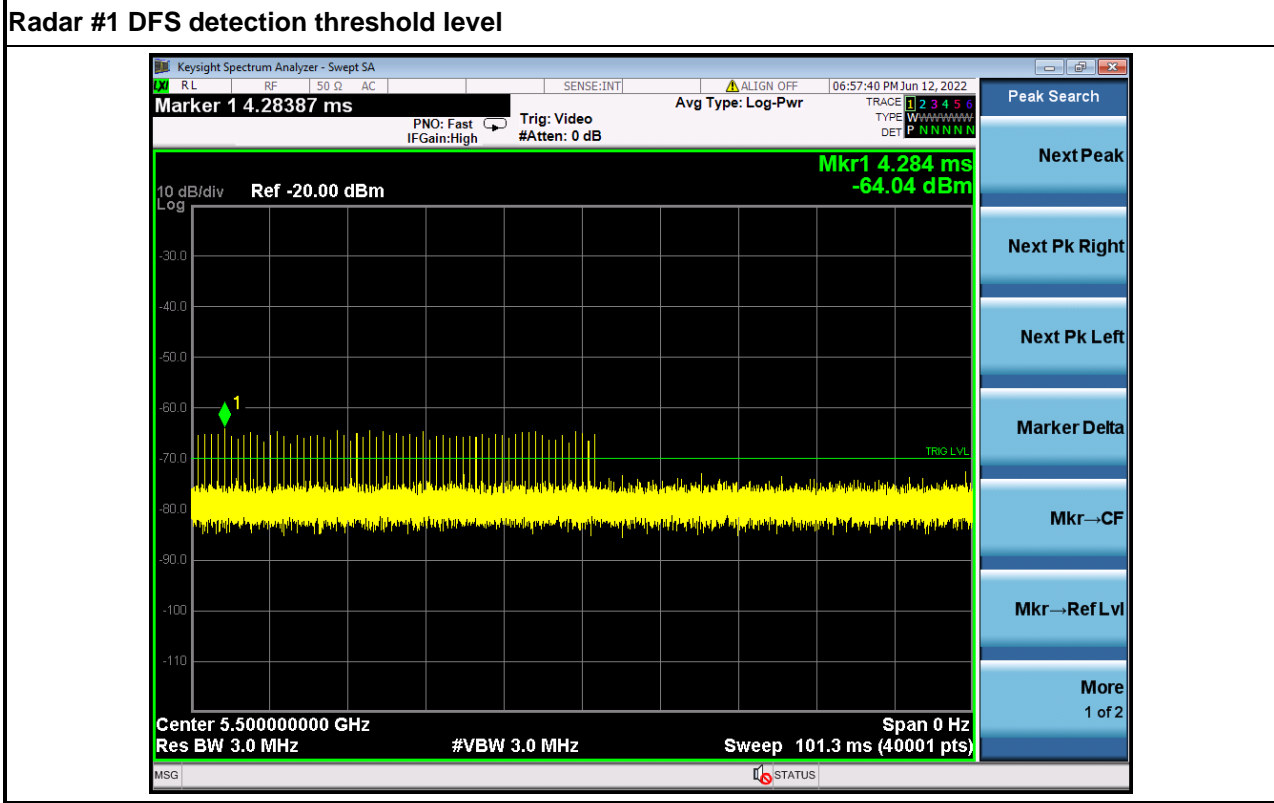 Radar #1 DFS detection threshold level
Keysight Spectrum Analyzer - Swept SA
LXI RL RF 50 Ω AC SENSE:INT ALIGN OFF 06:57:40 PM Jun 12, 2022
Marker 1 4.28387 ms
PNO: Fast
IFGain:High
Trig: Video
#Atten: 0 dB
Avg Type: Log-Pwr
TRACE 1 2 3 4 5 6
TYPE WWWWWWW
DET P N N N N N
Mkr1 4.284 ms
-64.04 dBm
10 dB/div Ref -20.00 dBm
Log
-30.0
-40.0
-50.0
-60.0
1
-70.0
TRIG LVL
-80.0
-90.0
-100
-110
Center 5.500000000 GHz Span 0 Hz
Res BW 3.0 MHz #VBW 3.0 MHz Sweep 101.3 ms (40001 pts)
MSG STATUS
Peak Search
Next Peak
Next Pk Right
Next Pk Left
Marker Delta
Mkr→CF
Mkr→Ref Lvl
More
1 of 2